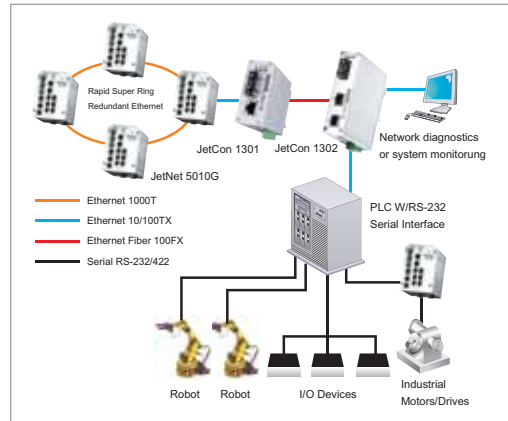 Rapid Super Ring
Redundant Ethernet
JetCon 1301
JetCon 1302
Network diagnostics
or system monitorung
JetNet 5010G
Ethernet 1000T
Ethernet 10/100TX
Ethernet Fiber 100FX
Serial RS-232/422
PLC W/RS-232
Serial Interface
Robot
Robot
I/O Devices
Industrial
Motors/Drives